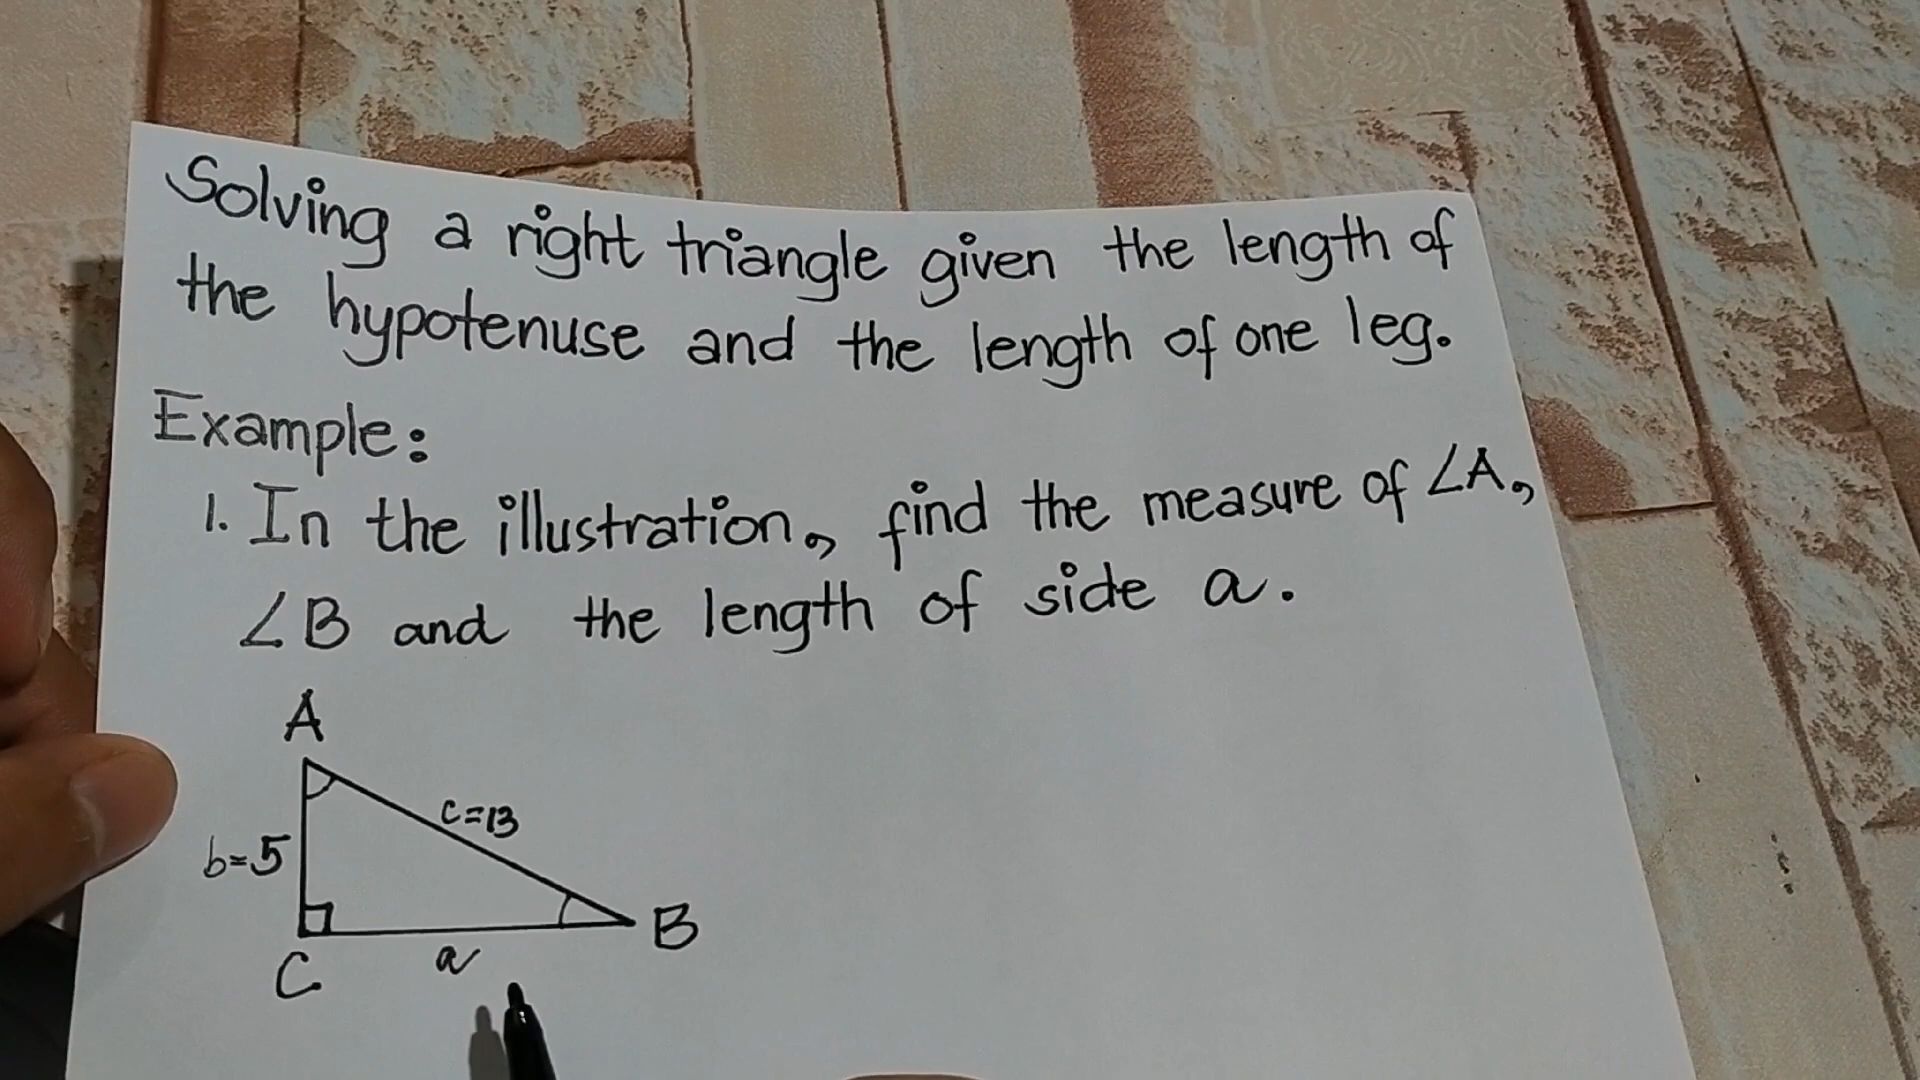 Solving a right triangle given the length of
the hypotenuse and the length of one leg.
Example:
1. In the illustration, find the measure of ∠A,
∠B and the length of side a.
A
c=13
b=5
B
C
a